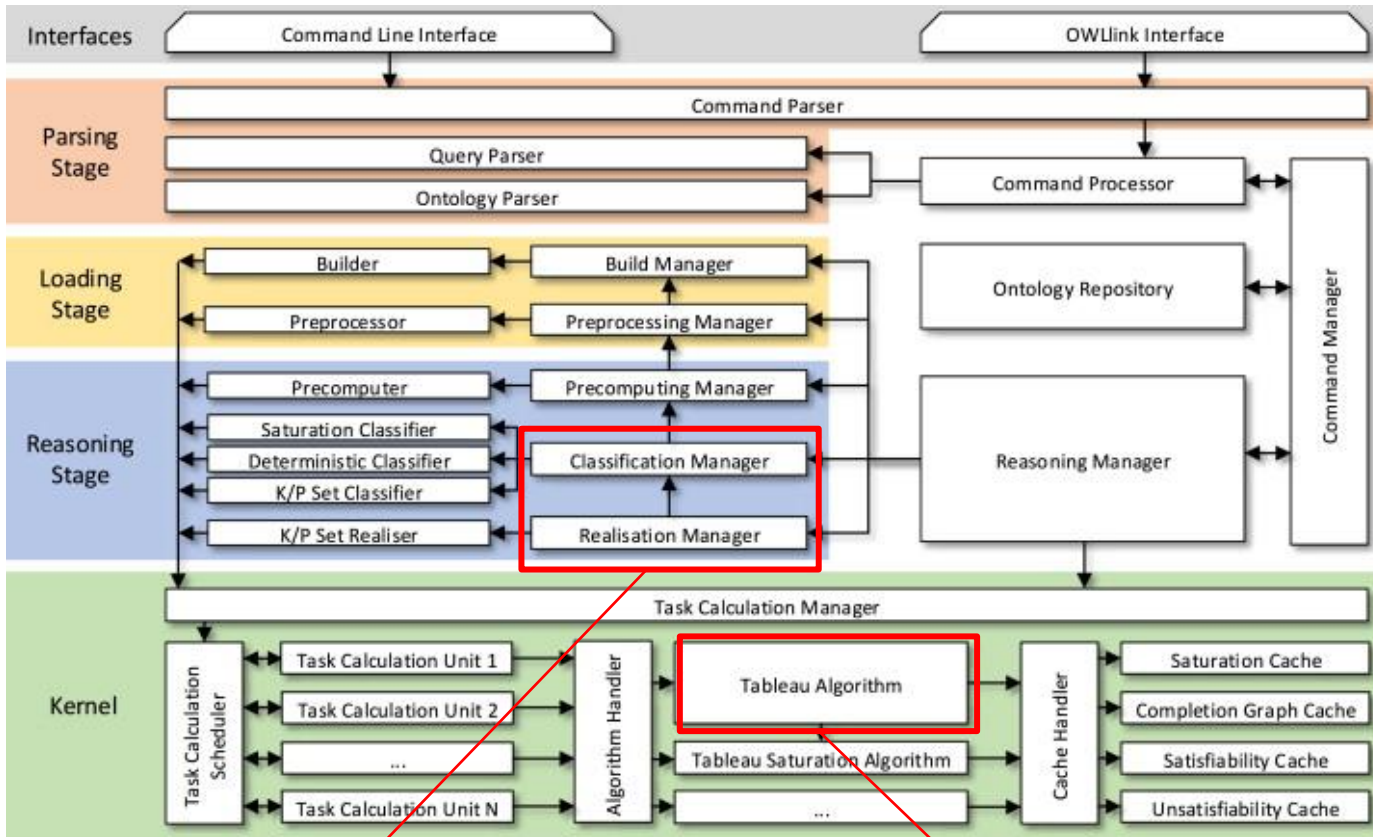 Interfaces
Command Line Interface
OWLlink Interface
Command Parser
Parsing
Stage
Query Parser
Ontology Parser
Command Processor
Loading
Stage
Builder
Build Manager
Preprocessor
Preprocessing Manager
Ontology Repository
Command Manager
Reasoning
Stage
Precomputer
Precomputing Manager
Saturation Classifier
Deterministic Classifier
Classification Manager
K/P Set Classifier
K/P Set Realiser
Realisation Manager
Reasoning Manager
Kernel
Task Calculation Manager
Task Calculation
Scheduler
Task Calculation Unit 1
Task Calculation Unit 2
...
Task Calculation Unit N
Algorithm Handler
Tableau Algorithm
Tableau Saturation Algorithm
...
Cache Handler
Saturation Cache
Completion Graph Cache
Satisfiability Cache
Unsatisfiability Cache